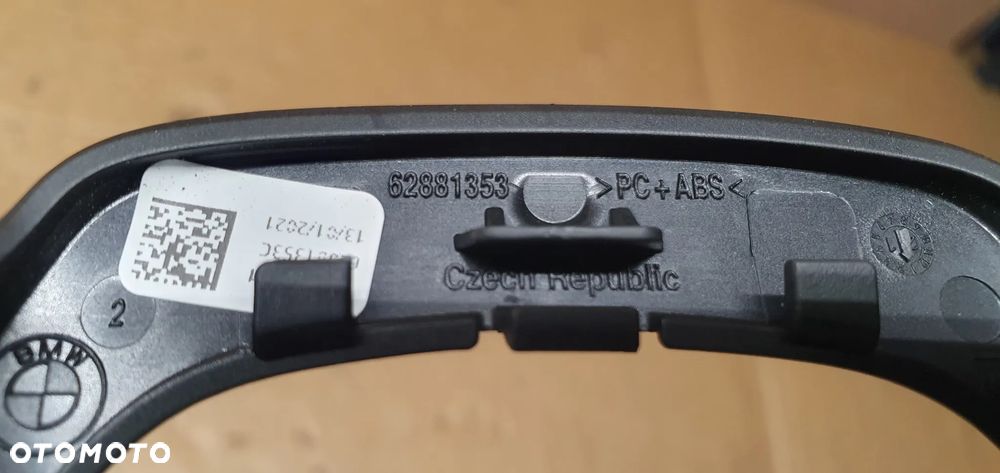 62881353
>PC+ABS<
13/01/2021
Czech Republic
2
BMW
OTOMOTO